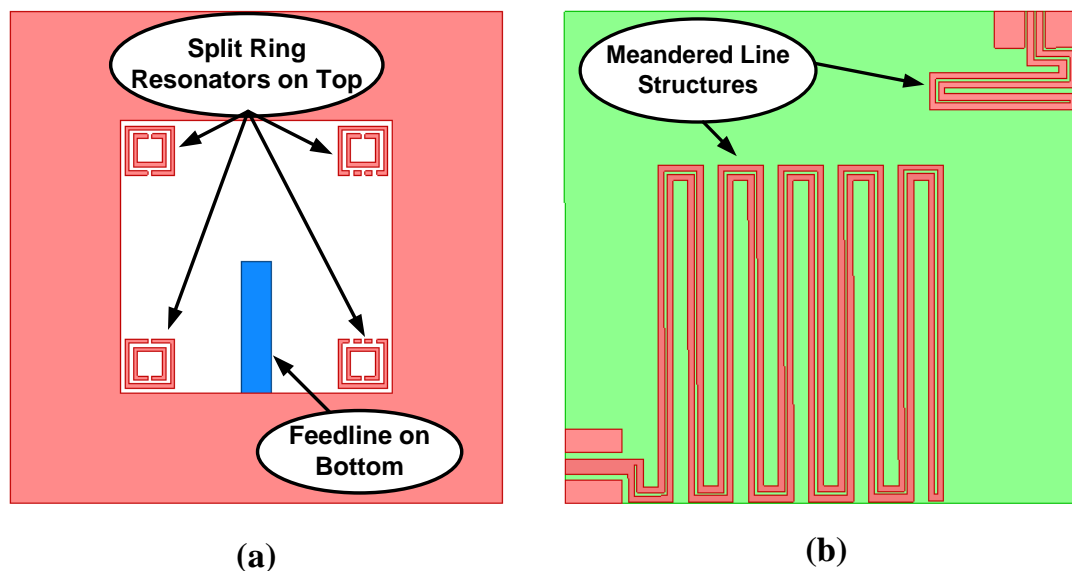 Split Ring
Resonators on Top
Feedline on
Bottom
(a)
Meandered Line
Structures
(b)